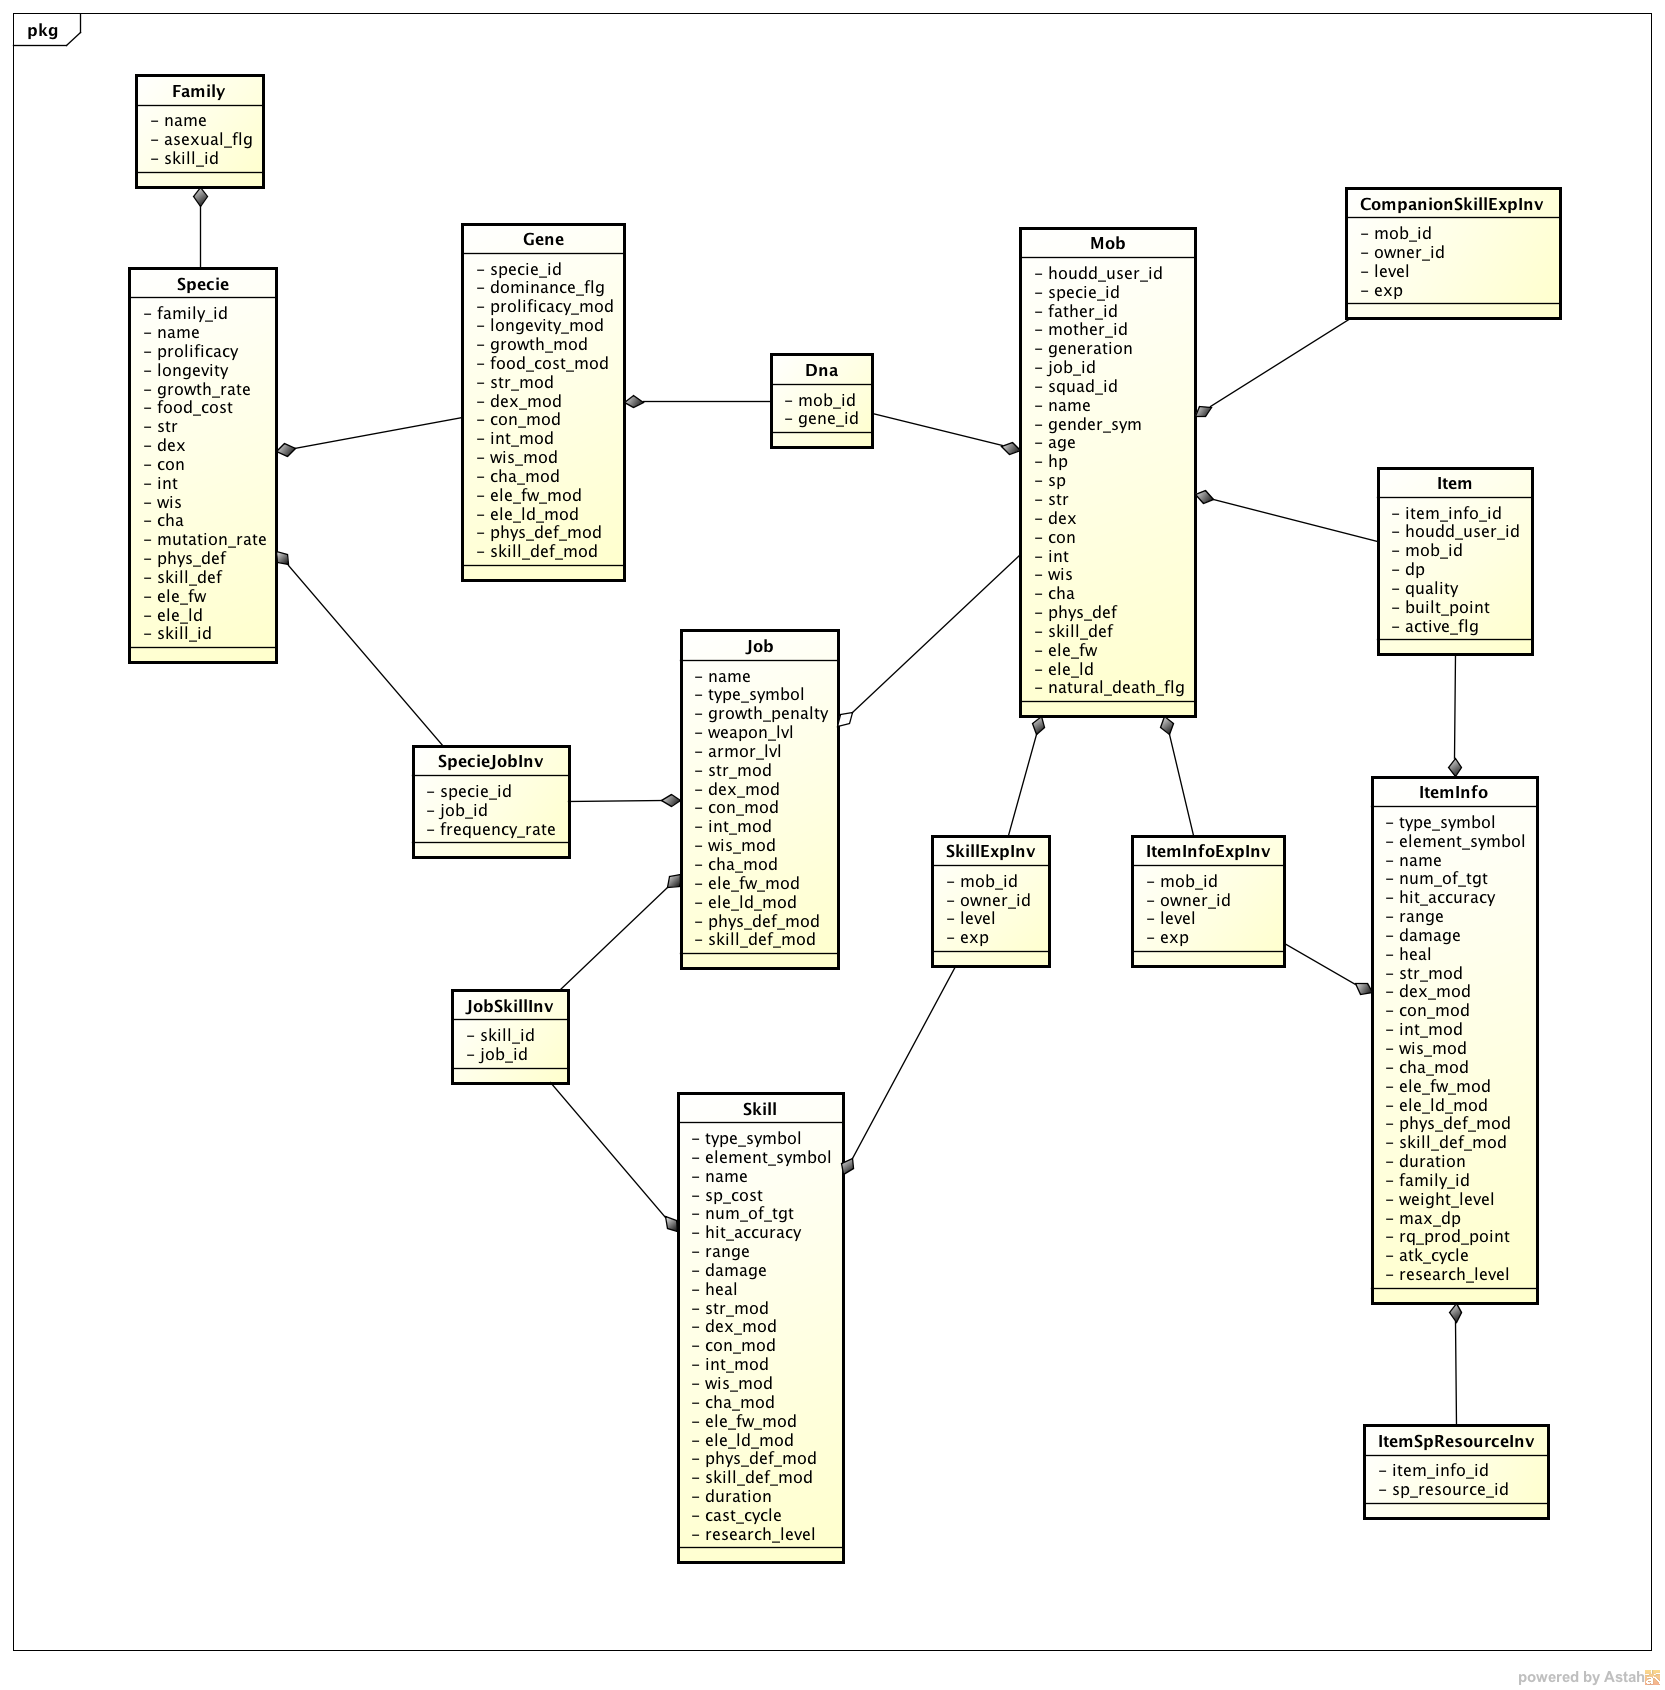 pkg
Family
- name
- asexual_flg
- skill_id
Specie
- family_id
- name
- prolificacy
- longevity
- growth_rate
- food_cost
- str
- dex
- con
- int
- wis
- cha
- mutation_rate
- phys_def
- skill_def
- ele_fw
- ele_ld
- skill_id
Gene
- specie_id
- dominance_flg
- prolificacy_mod
- longevity_mod
- growth_mod
- food_cost_mod
- str_mod
- dex_mod
- con_mod
- int_mod
- wis_mod
- cha_mod
- ele_fw_mod
- ele_ld_mod
- phys_def_mod
- skill_def_mod
Dna
- mob_id
- gene_id
Mob
- houdd_user_id
- specie_id
- father_id
- mother_id
- generation
- job_id
- squad_id
- name
- gender_sym
- age
- hp
- sp
- str
- dex
- con
- int
- wis
- cha
- phys_def
- skill_def
- ele_fw
- ele_ld
- natural_death_flg
CompanionSkillExpInv
- mob_id
- owner_id
- level
- exp
Item
- item_info_id
- houdd_user_id
- mob_id
- dp
- quality
- built_point
- active_flg
Job
- name
- type_symbol
- growth_penalty
- weapon_lvl
- armor_lvl
- str_mod
- dex_mod
- con_mod
- int_mod
- wis_mod
- cha_mod
- ele_fw_mod
- ele_ld_mod
- phys_def_mod
- skill_def_mod
SpecieJobInv
- specie_id
- job_id
- frequency_rate
SkillExpInv
- mob_id
- owner_id
- level
- exp
ItemInfoExpInv
- mob_id
- owner_id
- level
- exp
ItemInfo
- type_symbol
- element_symbol
- name
- num_of_tgt
- hit_accuracy
- range
- damage
- heal
- str_mod
- dex_mod
- con_mod
- int_mod
- wis_mod
- cha_mod
- ele_fw_mod
- ele_ld_mod
- phys_def_mod
- skill_def_mod
- duration
- family_id
- weight_level
- max_dp
- rq_prod_point
- atk_cycle
- research_level
JobSkillInv
- skill_id
- job_id
Skill
- type_symbol
- element_symbol
- name
- sp_cost
- num_of_tgt
- hit_accuracy
- range
- damage
- heal
- str_mod
- dex_mod
- con_mod
- int_mod
- wis_mod
- cha_mod
- ele_fw_mod
- ele_ld_mod
- phys_def_mod
- skill_def_mod
- duration
- cast_cycle
- research_level
ItemSpResourceInv
- item_info_id
- sp_resource_id
powered by Astah